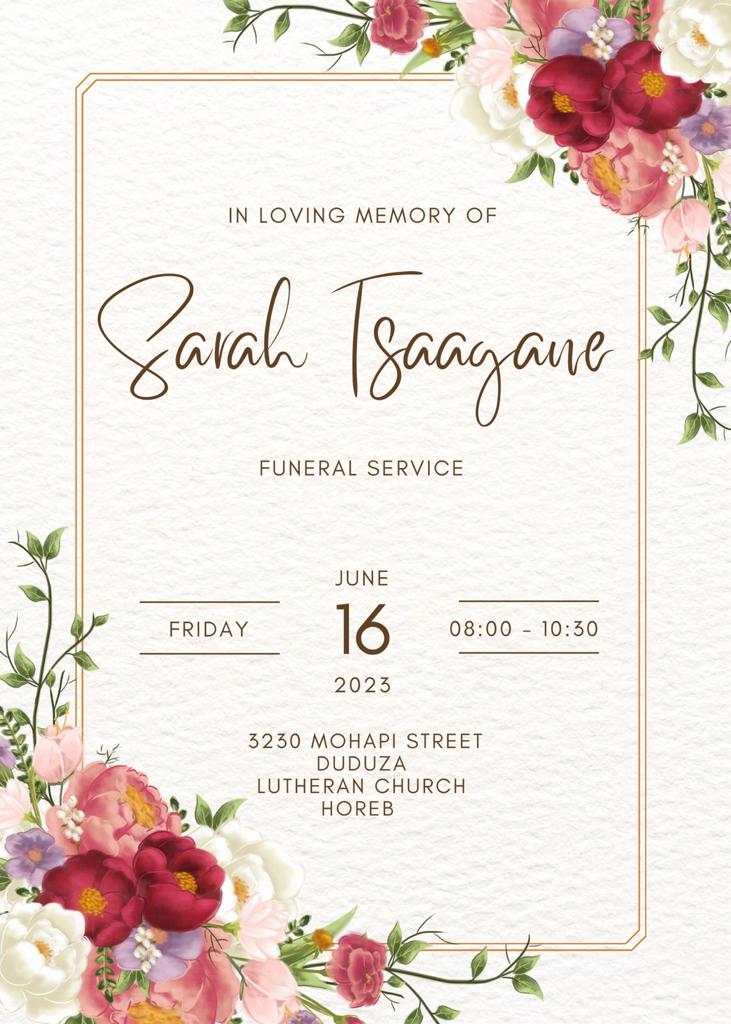 IN LOVING MEMORY OF
Sarah Tsaagane
FUNERAL SERVICE
JUNE
FRIDAY 16 08:00 - 10:30
2023
3230 MOHAPI STREET
DUDUZA
LUTHERAN CHURCH
HOREB